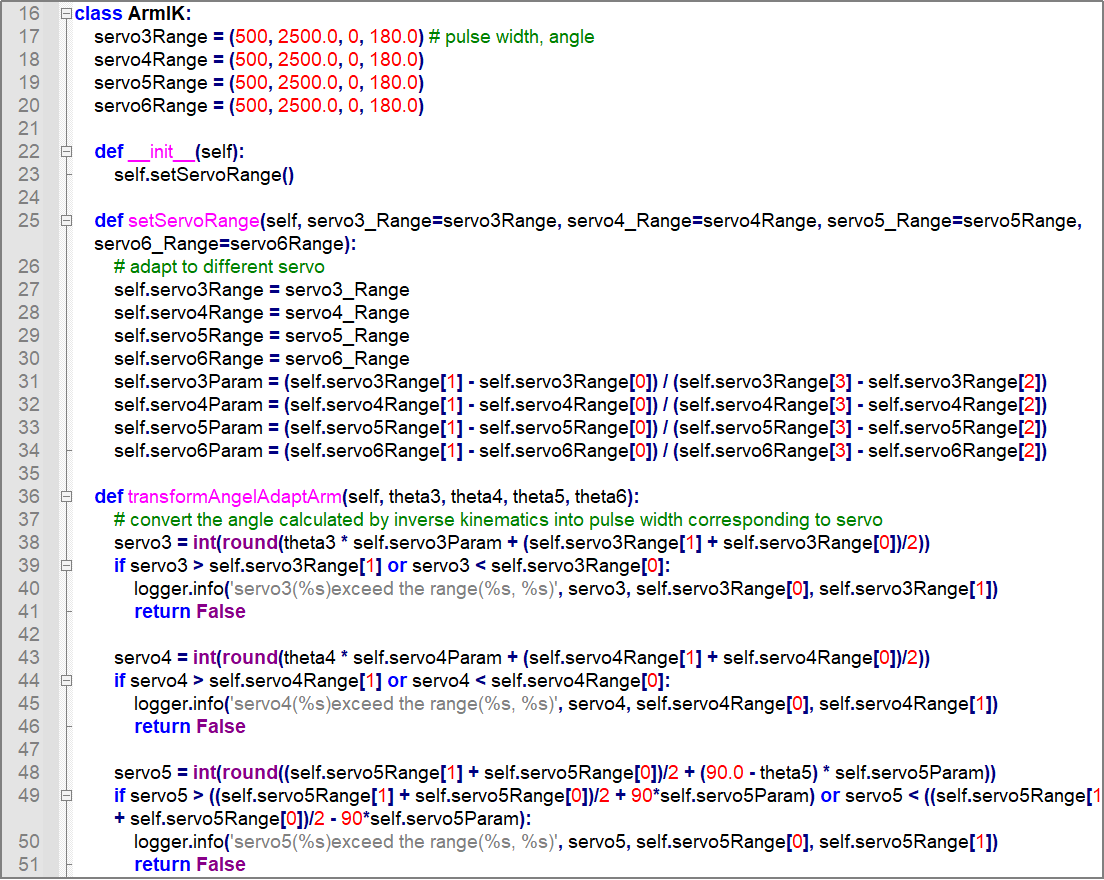 16 class ArmIK:
17 servo3Range = (500, 2500.0, 0, 180.0) # pulse width, angle
18 servo4Range = (500, 2500.0, 0, 180.0)
19 servo5Range = (500, 2500.0, 0, 180.0)
20 servo6Range = (500, 2500.0, 0, 180.0)
21
22 def __init__(self):
23 self.setServoRange()
24
25 def setServoRange(self, servo3_Range=servo3Range, servo4_Range=servo4Range, servo5_Range=servo5Range,
servo6_Range=servo6Range):
26 # adapt to different servo
27 self.servo3Range = servo3_Range
28 self.servo4Range = servo4_Range
29 self.servo5Range = servo5_Range
30 self.servo6Range = servo6_Range
31 self.servo3Param = (self.servo3Range[1] - self.servo3Range[0]) / (self.servo3Range[3] - self.servo3Range[2])
32 self.servo4Param = (self.servo4Range[1] - self.servo4Range[0]) / (self.servo4Range[3] - self.servo4Range[2])
33 self.servo5Param = (self.servo5Range[1] - self.servo5Range[0]) / (self.servo5Range[3] - self.servo5Range[2])
34 self.servo6Param = (self.servo6Range[1] - self.servo6Range[0]) / (self.servo6Range[3] - self.servo6Range[2])
35
36 def transformAngelAdaptArm(self, theta3, theta4, theta5, theta6):
37 # convert the angle calculated by inverse kinematics into pulse width corresponding to servo
38 servo3 = int(round(theta3 * self.servo3Param + (self.servo3Range[1] + self.servo3Range[0])/2))
39 if servo3 > self.servo3Range[1] or servo3 < self.servo3Range[0]:
40 logger.info('servo3(%s)exceed the range(%s, %s)', servo3, self.servo3Range[0], self.servo3Range[1])
41 return False
42
43 servo4 = int(round(theta4 * self.servo4Param + (self.servo4Range[1] + self.servo4Range[0])/2))
44 if servo4 > self.servo4Range[1] or servo4 < self.servo4Range[0]:
45 logger.info('servo4(%s)exceed the range(%s, %s)', servo4, self.servo4Range[0], self.servo4Range[1])
46 return False
47
48 servo5 = int(round((self.servo5Range[1] + self.servo5Range[0])/2 + (90.0 - theta5) * self.servo5Param))
49 if servo5 > ((self.servo5Range[1] + self.servo5Range[0])/2 + 90*self.servo5Param) or servo5 < ((self.servo5Range[1
+ self.servo5Range[0])/2 - 90*self.servo5Param):
50 logger.info('servo5(%s)exceed the range(%s, %s)', servo5, self.servo5Range[0], self.servo5Range[1])
51 return False